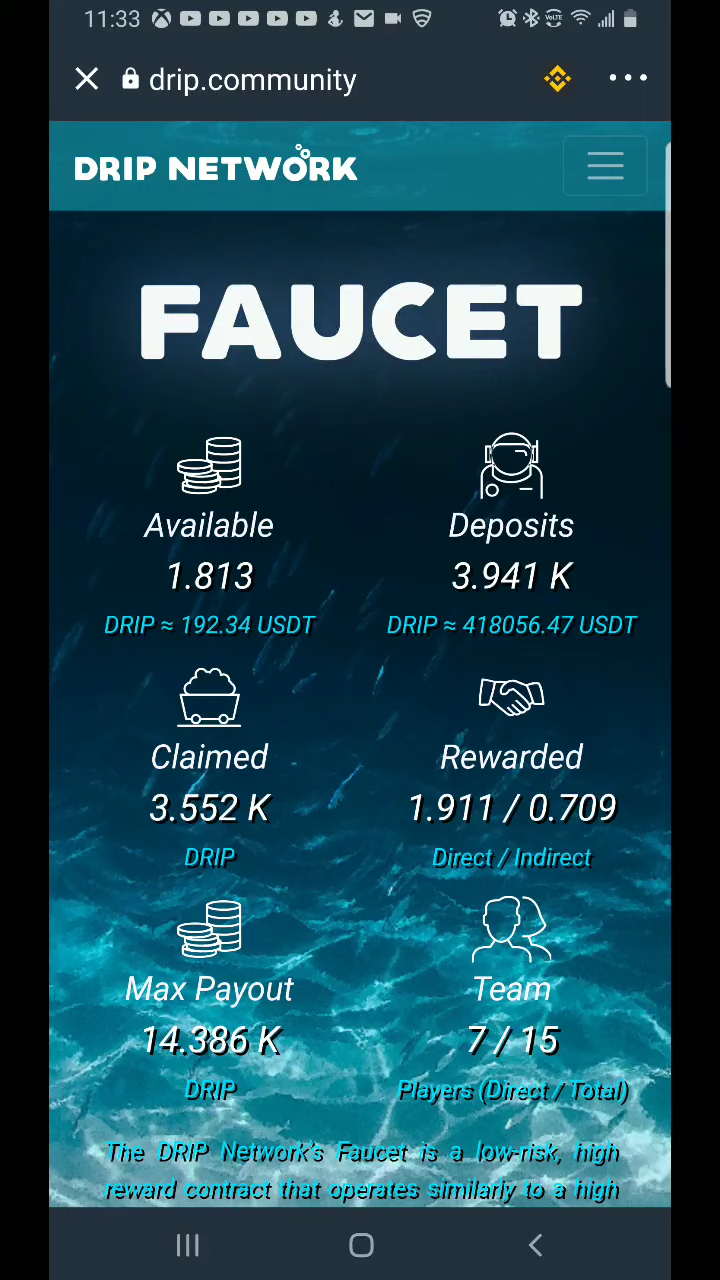 11:33
drip.community
DRIP NETWORK
FAUCET
Available
1.813
DRIP ≈ 192.34 USDT
Deposits
3.941 K
DRIP ≈ 418056.47 USDT
Claimed
3.552 K
DRIP
Rewarded
1.911 / 0.709
Direct / Indirect
Max Payout
14.386 K
DRIP
Team
7 / 15
Players (Direct / Total)
The DRIP Network's Faucet is a low-risk, high
reward contract that operates similarly to a high